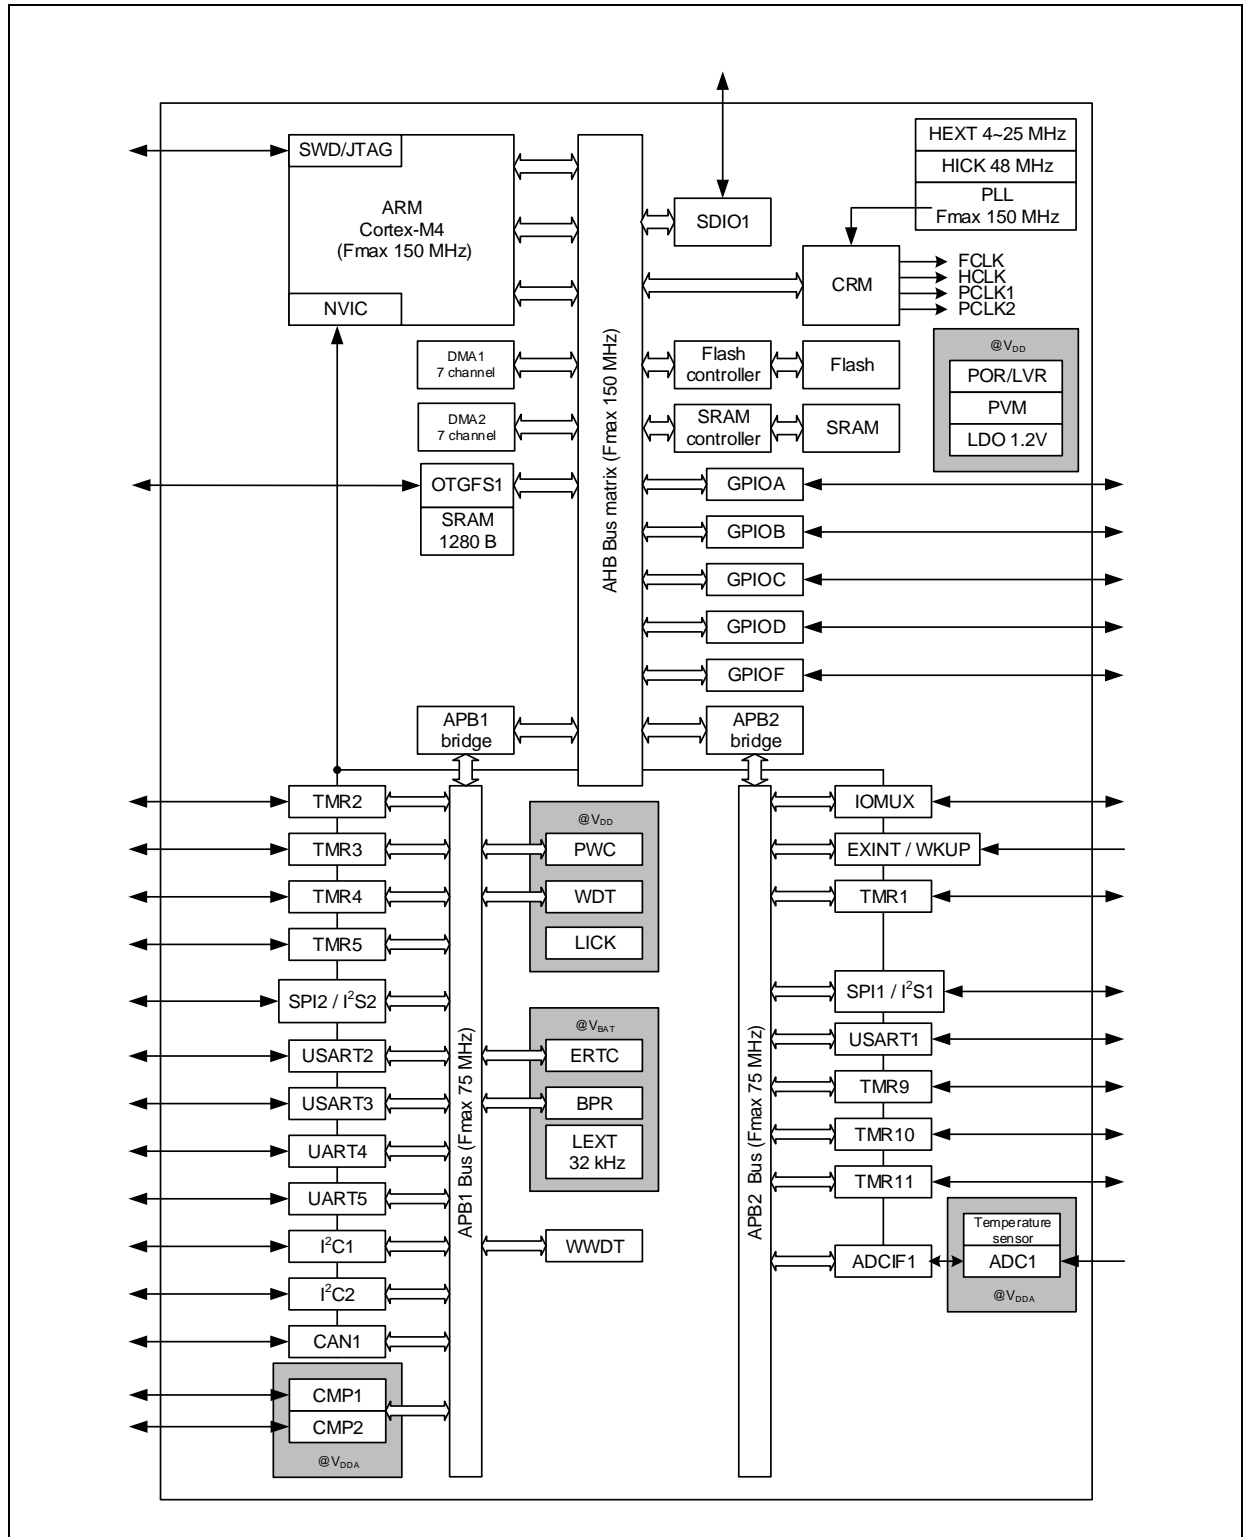 SWD/JTAG
ARM
Cortex-M4
(Fmax 150 MHz)
NVIC
HEXT 4~25 MHz
HICK 48 MHz
PLL
Fmax 150 MHz
SDIO1
CRM
FCLK
HCLK
PCLK1
PCLK2
DMA1
7 channel
DMA2
7 channel
OTGFS1
SRAM
1280 B
AHB Bus matrix (Fmax 150 MHz)
Flash
controller
Flash
SRAM
controller
SRAM
@VDD
POR/LVR
PVM
LDO 1.2V
GPIOA
GPIOB
GPIOC
GPIOD
GPIOF
APB1
bridge
APB2
bridge
TMR2
TMR3
TMR4
TMR5
SPI2 / I²S2
USART2
USART3
UART4
UART5
I²C1
I²C2
CAN1
CMP1
CMP2
@VDDA
APB1 Bus (Fmax 75 MHz)
@VDD
PWC
WDT
LICK
@VBAT
ERTC
BPR
LEXT
32 kHz
WWDT
APB2 Bus (Fmax 75 MHz)
IOMUX
EXINT / WKUP
TMR1
SPI1 / I²S1
USART1
TMR9
TMR10
TMR11
ADCIF1
Temperature
sensor
ADC1
@VDDA